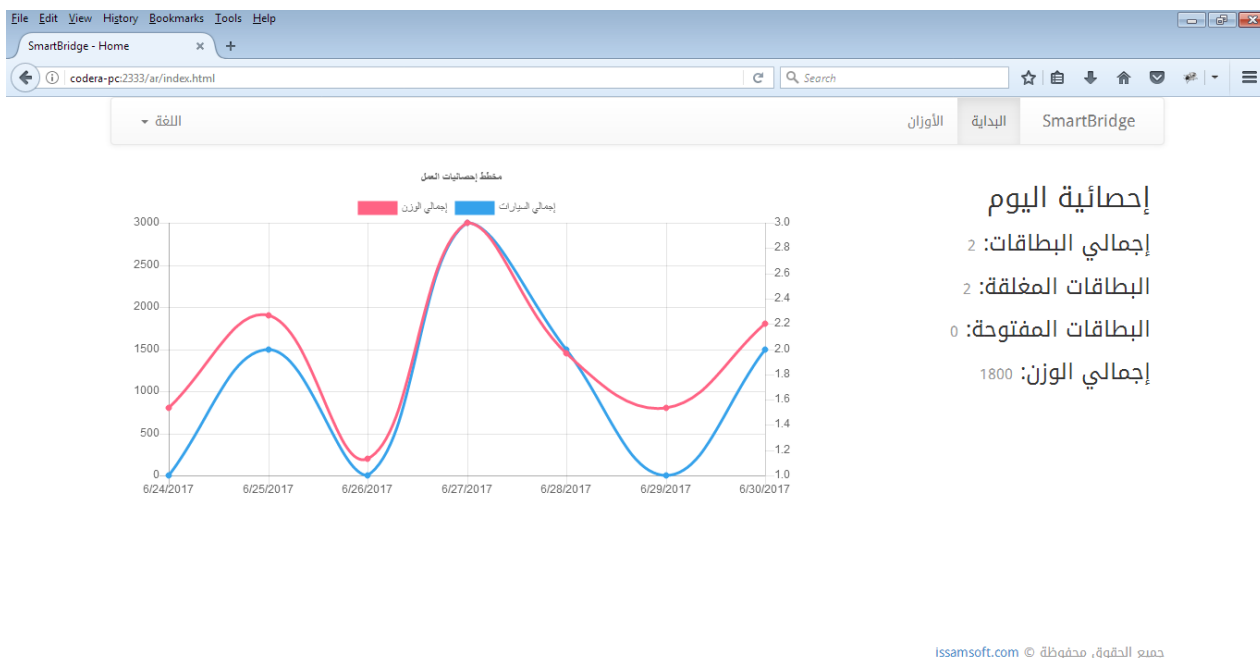 File Edit View History Bookmarks Tools Help
SmartBridge - Home
codera-pc:2333/ar/index.html
Search
SmartBridge البداية الأوزان اللغة
إحصائية اليوم
إجمالي البطاقات: 2
البطاقات المغلقة: 2
البطاقات المفتوحة: 0
إجمالي الوزن: 1800
مخطط إحصائيات العمل
إجمالي السيارات إجمالي الوزن
3000
2500
2000
1500
1000
500
0
3.0
2.8
2.6
2.4
2.2
2.0
1.8
1.6
1.4
1.2
1.0
6/24/2017 6/25/2017 6/26/2017 6/27/2017 6/28/2017 6/29/2017 6/30/2017
جميع الحقوق محفوظة © issamsoft.com